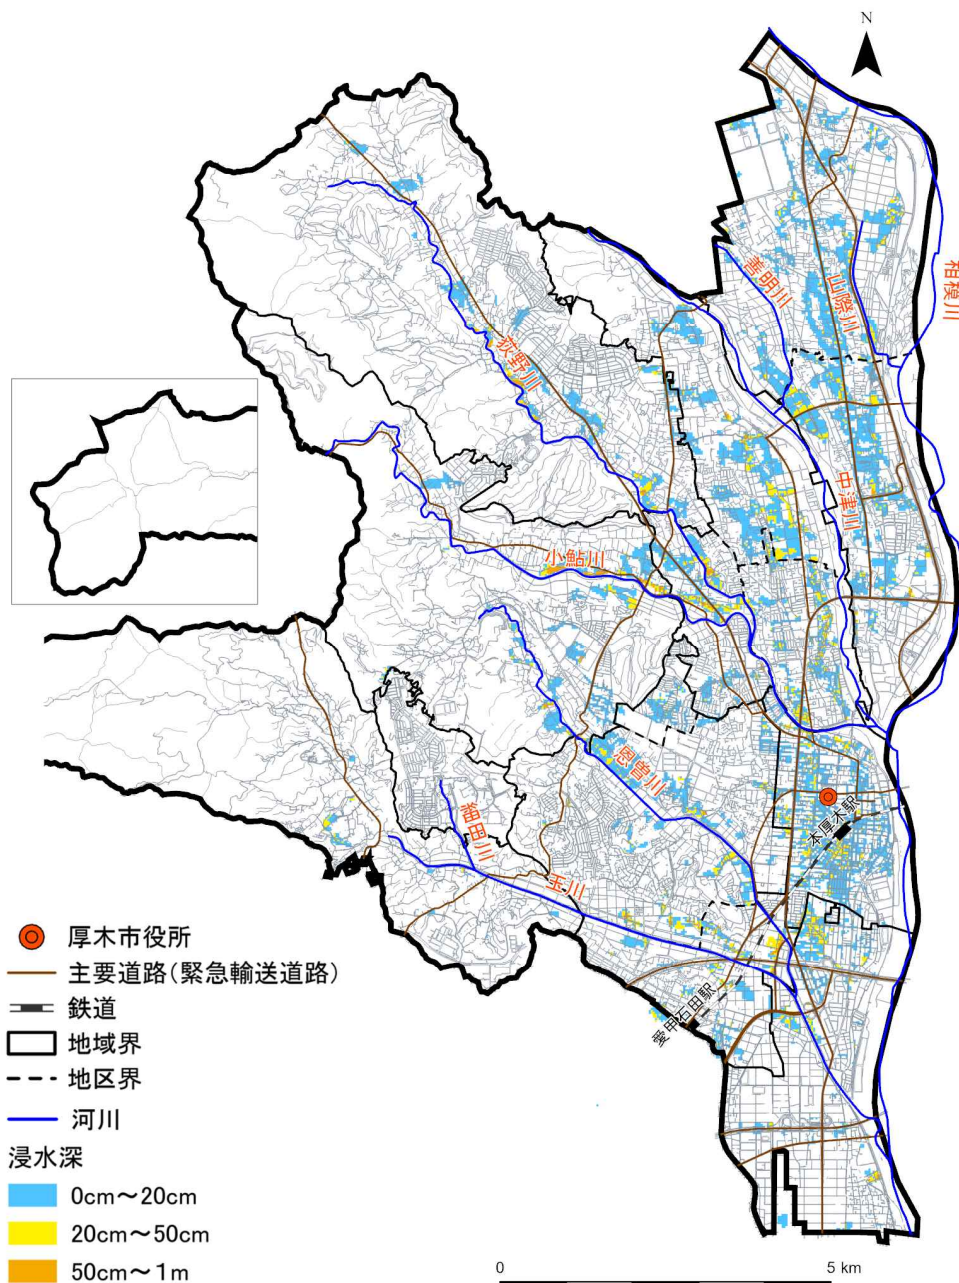 N
相模川
善明川
山際川
荻野川
中津川
小鮎川
恩曽川
本厚木駅
細田川
玉川
愛甲石田駅
厚木市役所
主要道路(緊急輸送道路)
鉄道
地域界
地区界
河川
浸水深
0cm～20cm
20cm～50cm
50cm～1m
0 5 km